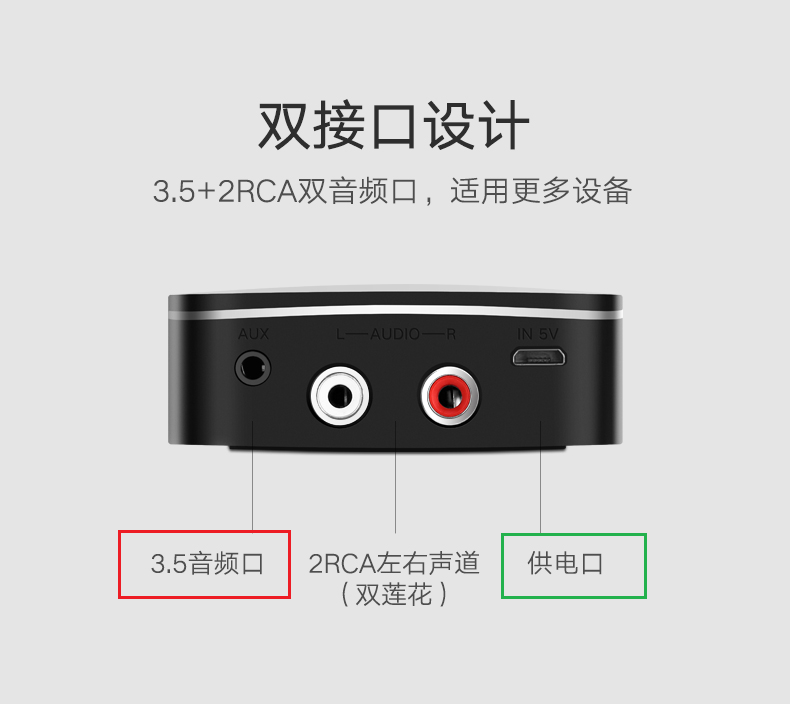 双接口设计
3.5+2RCA双音频口，适用更多设备
AUX
L—AUDIO—R
IN 5V
3.5音频口
2RCA左右声道
（双莲花）
供电口